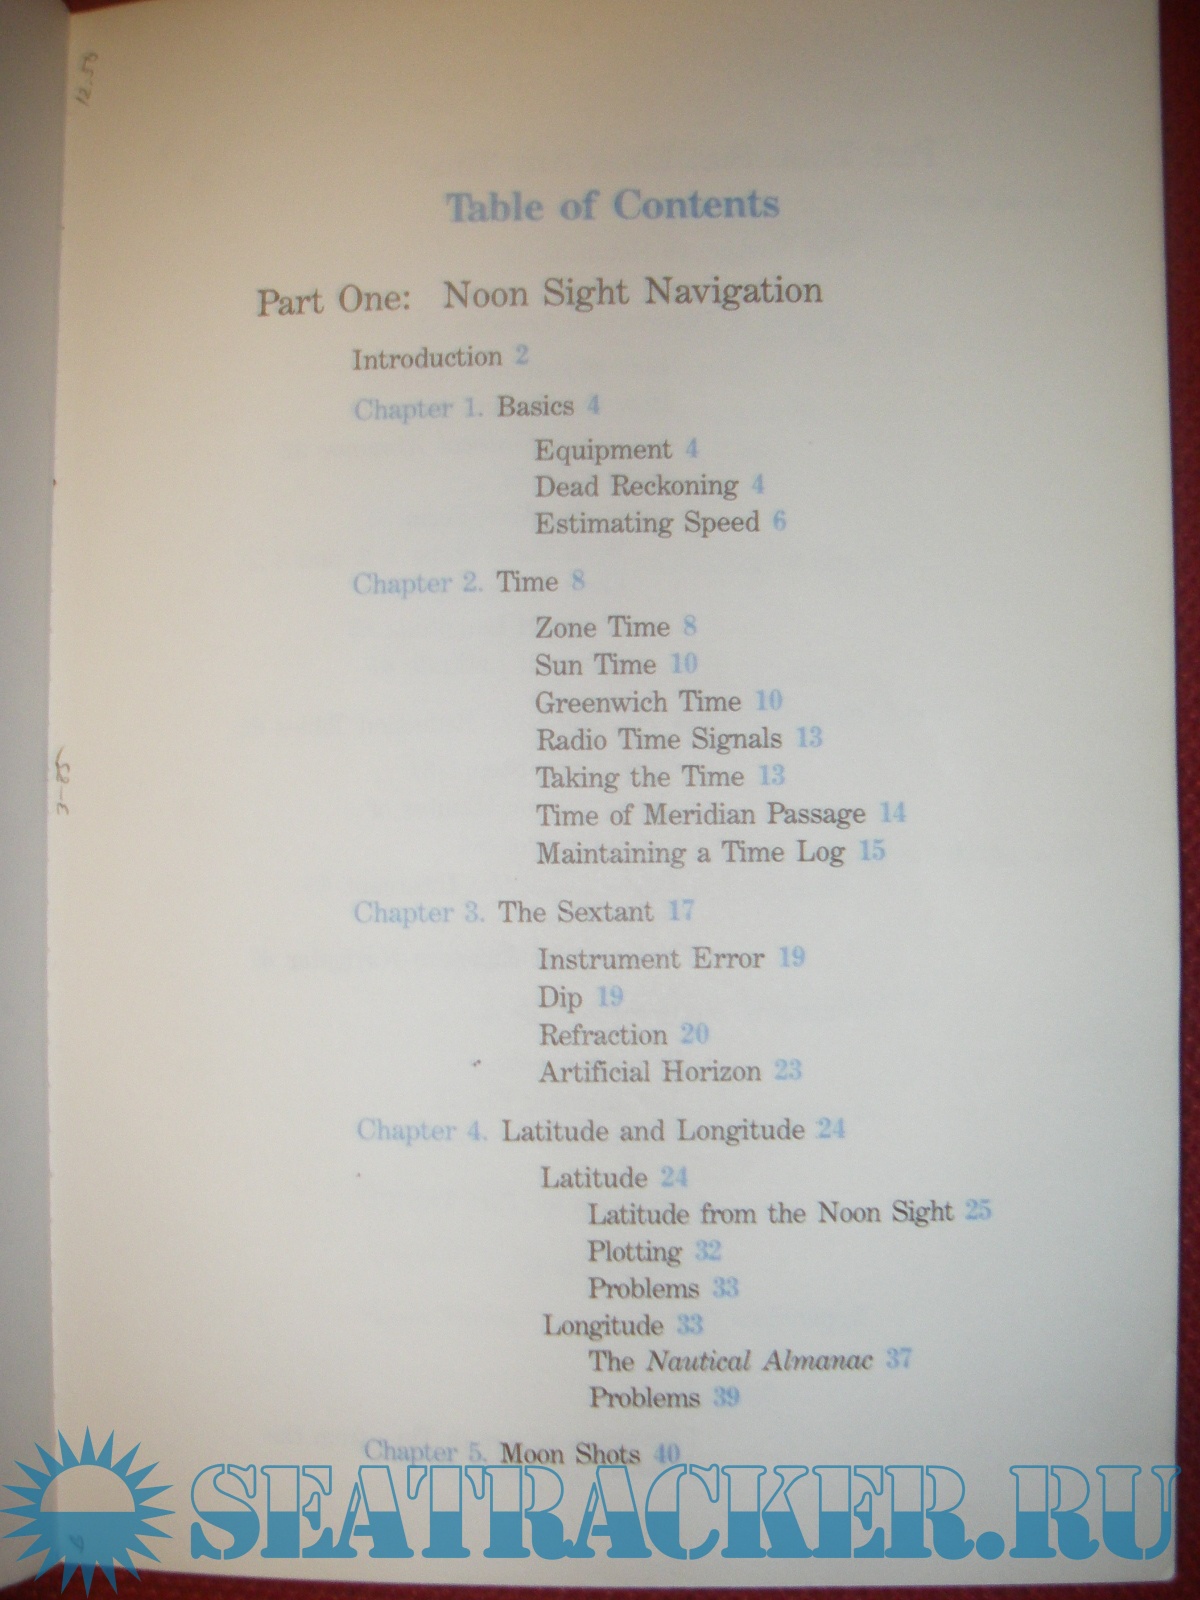 12.50
Table of Contents
Part One: Noon Sight Navigation
Introduction 2
Chapter 1. Basics 4
Equipment 4
Dead Reckoning 4
Estimating Speed 6
Chapter 2. Time 8
Zone Time 8
Sun Time 10
Greenwich Time 10
Radio Time Signals 13
Taking the Time 13
Time of Meridian Passage 14
Maintaining a Time Log 15
Chapter 3. The Sextant 17
Instrument Error 19
Dip 19
Refraction 20
Artificial Horizon 23
Chapter 4. Latitude and Longitude 24
Latitude 24
Latitude from the Noon Sight 25
Plotting 32
Problems 33
Longitude 33
The Nautical Almanac 37
Problems 39
Chapter 5. Moon Shots 40
SEATRACKER.RU